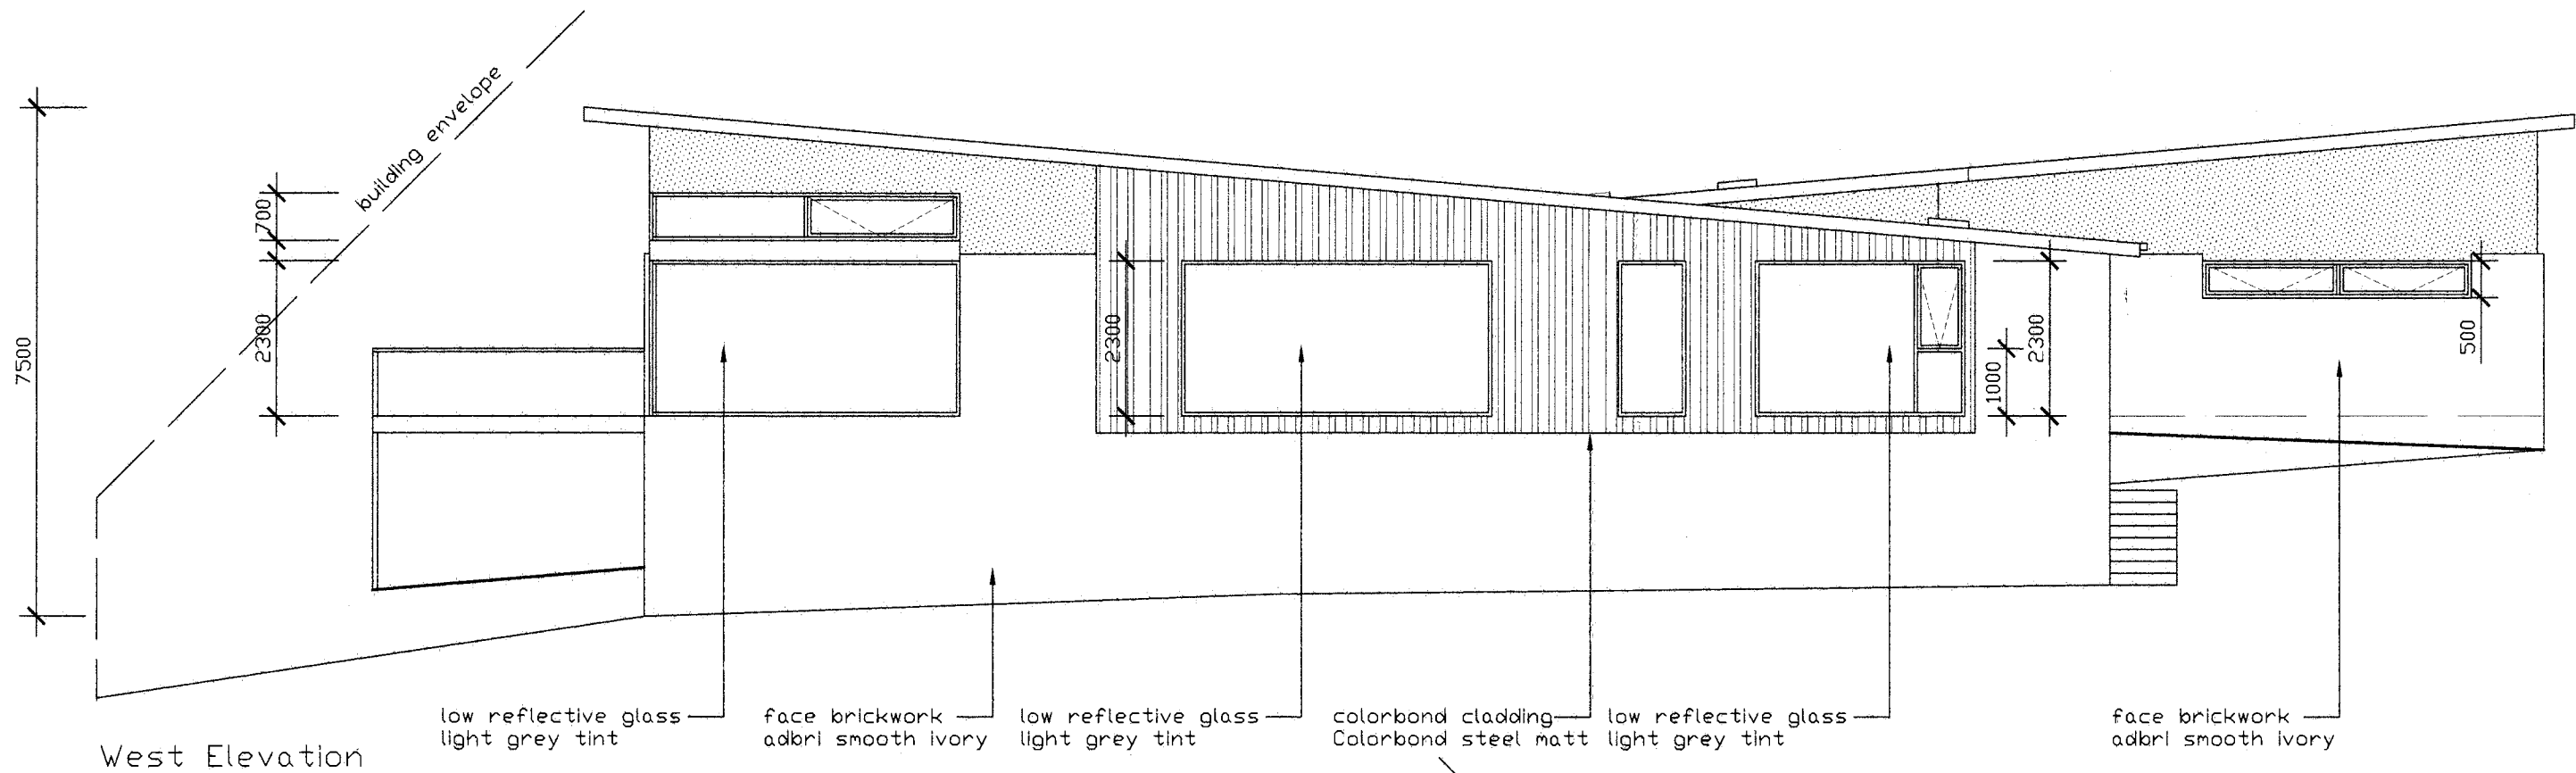 building envelope
7500
700
2300
2300
1000
2300
500
low reflective glass
light grey tint
face brickwork
adbri smooth ivory
low reflective glass
light grey tint
colorbond cladding
Colorbond steel matt
low reflective glass
light grey tint
face brickwork
adbri smooth ivory
West Elevation